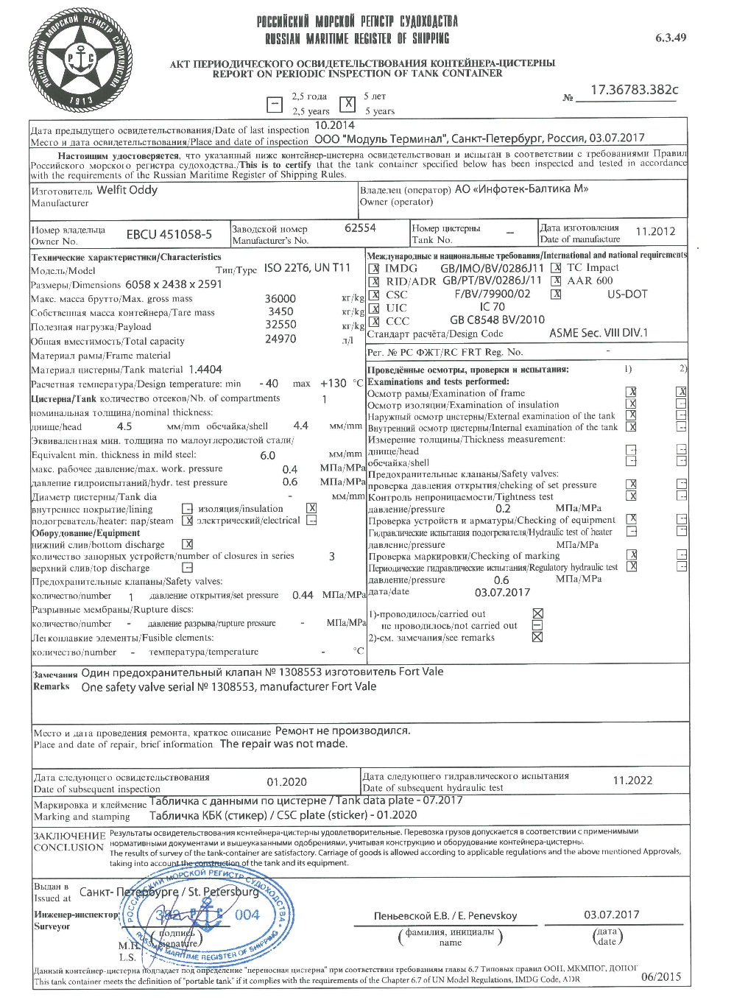 РОССИЙСКИЙ МОРСКОЙ РЕГИСТР СУДОХОДСТВА
RUSSIAN MARITIME REGISTER OF SHIPPING
6.3.49
РОССИЙСКИЙ МОРСКОЙ РЕГИСТР СУДОХОДСТВА
Р С
1913
АКТ ПЕРИОДИЧЕСКОГО ОСВИДЕТЕЛЬСТВОВАНИЯ КОНТЕЙНЕРА-ЦИСТЕРНЫ
REPORT ON PERIODIC INSPECTION OF TANK CONTAINER
– 2,5 года X 5 лет
2,5 years 5 years
№ 17.36783.382с
Дата предыдущего освидетельствования/Date of last inspection 10.2014
Место и дата освидетельствования/Place and date of inspection ООО "Модуль Терминал", Санкт-Петербург, Россия, 03.07.2017
Настоящим удостоверяется, что указанный ниже контейнер-цистерна освидетельствован и испытан в соответствии с требованиями Правил
Российского морского регистра судоходства./This is to certify that the tank container specified below has been inspected and tested in accordance
with the requirements of the Russian Maritime Register of Shipping Rules.
Изготовитель Welfit Oddy
Manufacturer
Владелец (оператор) АО «Инфотек-Балтика М»
Owner (operator)
Номер владельца EBCU 451058-5
Owner No.
Заводской номер 62554
Manufacturer's No.
Номер цистерны –
Tank No.
Дата изготовления 11.2012
Date of manufacture
Технические характеристики/Characteristics
Модель/Model Тип/Type ISO 22T6, UN T11
Размеры/Dimensions 6058 x 2438 x 2591
Макс. масса брутто/Max. gross mass 36000 кг/kg
Собственная масса контейнера/Tare mass 3450 кг/kg
Полезная нагрузка/Payload 32550 кг/kg
Общая вместимость/Total capacity 24970 л/l
Материал рамы/Frame material
Материал цистерны/Tank material 1.4404
Расчетная температура/Design temperature: min - 40 max +130 °C
Цистерна/Tank количество отсеков/Nb. of compartments 1
номинальная толщина/nominal thickness:
днище/head 4.5 мм/mm обечайка/shell 4.4 мм/mm
Эквивалентная мин. толщина по малоуглеродистой стали/
Equivalent min. thickness in mild steel: 6.0 мм/mm
макс. рабочее давление/max. work. pressure 0.4 МПа/MPa
давление гидроиспытаний/hydr. test pressure 0.6 МПа/MPa
Диаметр цистерны/Tank dia - мм/mm
внутреннее покрытие/lining -- изоляция/insulation X
подогреватель/heater: пар/steam X электрический/electrical --
Оборудование/Equipment
нижний слив/bottom discharge X
количество запорных устройств/number of closures in series 3
верхний слив/top discharge --
Предохранительные клапаны/Safety valves:
количество/number 1 давление открытия/set pressure 0.44 МПа/MPa
Разрывные мембраны/Rupture discs:
количество/number - давление разрыва/rupture pressure - МПа/MPa
Легкоплавкие элементы/Fusible elements:
количество/number - температура/temperature - °C
Международные и национальные требования/International and national requirements
X IMDG GB/IMO/BV/0286J11 X TC Impact
X RID/ADR GB/PT/BV/0286J/11 X AAR 600
X CSC F/BV/79900/02 X US-DOT
X UIC IC 70
X CCC GB C8548 BV/2010
Стандарт расчёта/Design Code ASME Sec. VIII DIV.1
Рег. № РС ФЖТ/RC FRT Reg. No. -
Проведённые осмотры, проверки и испытания: 1) 2)
Examinations and tests performed:
Осмотр рамы/Examination of frame X X
Осмотр изоляции/Examination of insulation X --
Наружный осмотр цистерны/External examination of the tank X --
Внутренний осмотр цистерны/Internal examination of the tank X --
Измерение толщины/Thickness measurement:
днище/head -- --
обечайка/shell -- --
Предохранительные клапаны/Safety valves:
проверка давления открытия/cheking of set pressure X --
Контроль непроницаемости/Tightness test X --
давление/pressure 0.2 МПа/MPa
Проверка устройств и арматуры/Checking of equipment X --
Гидравлические испытания подогревателя/Hydraulic test of heater -- --
давление/pressure МПа/MPa
Проверка маркировки/Checking of marking X --
Периодические гидравлические испытания/Regulatory hydraulic test X --
давление/pressure 0.6 МПа/MPa
дата/date 03.07.2017
1)-проводилось/carried out X
не проводилось/not carried out –
2)-см. замечания/see remarks X
Замечания Один предохранительный клапан № 1308553 изготовитель Fort Vale
Remarks One safety valve serial № 1308553, manufacturer Fort Vale
Место и дата проведения ремонта, краткое описание Ремонт не производился.
Place and date of repair, brief information The repair was not made.
Дата следующего освидетельствования 01.2020
Date of subsequent inspection
Дата следующего гидравлического испытания 11.2022
Date of subsequent hydraulic test
Маркировка и клеймение Табличка с данными по цистерне / Tank data plate - 07.2017
Marking and stamping Табличка КБК (стикер) / CSC plate (sticker) - 01.2020
ЗАКЛЮЧЕНИЕ Результаты освидетельствования контейнера-цистерны удовлетворительные. Перевозка грузов допускается в соответствии с применимыми
нормативными документами и вышеуказанными одобрениями, учитывая конструкцию и оборудование контейнера-цистерны.
CONCLUSION The results of survey of the tank-container are satisfactory. Carriage of goods is allowed according to applicable regulations and the above mentioned Approvals,
taking into account the construction of the tank and its equipment.
Выдан в Санкт- Петербурге / St. Petersburg
Issued at
Инженер-инспектор
Surveyor
(подпись
signature)
М.П.
L.S.
РОССИЙСКИЙ МОРСКОЙ РЕГИСТР СУДОХОДСТВА
382 Р С 004
RUSSIAN MARITIME REGISTER OF SHIPPING
Пеньевской Е.В. / E. Penevskoy
(фамилия, инициалы
name)
03.07.2017
(дата
date)
Данный контейнер-цистерна подпадает под определение "переносная цистерна" при соответствии требованиям главы 6.7 Типовых правил ООН, МКМПОГ, ДОПОГ
This tank container meets the definition of "portable tank" if it complies with the requirements of the Chapter 6.7 of UN Model Regulations, IMDG Code, ADR
06/2015